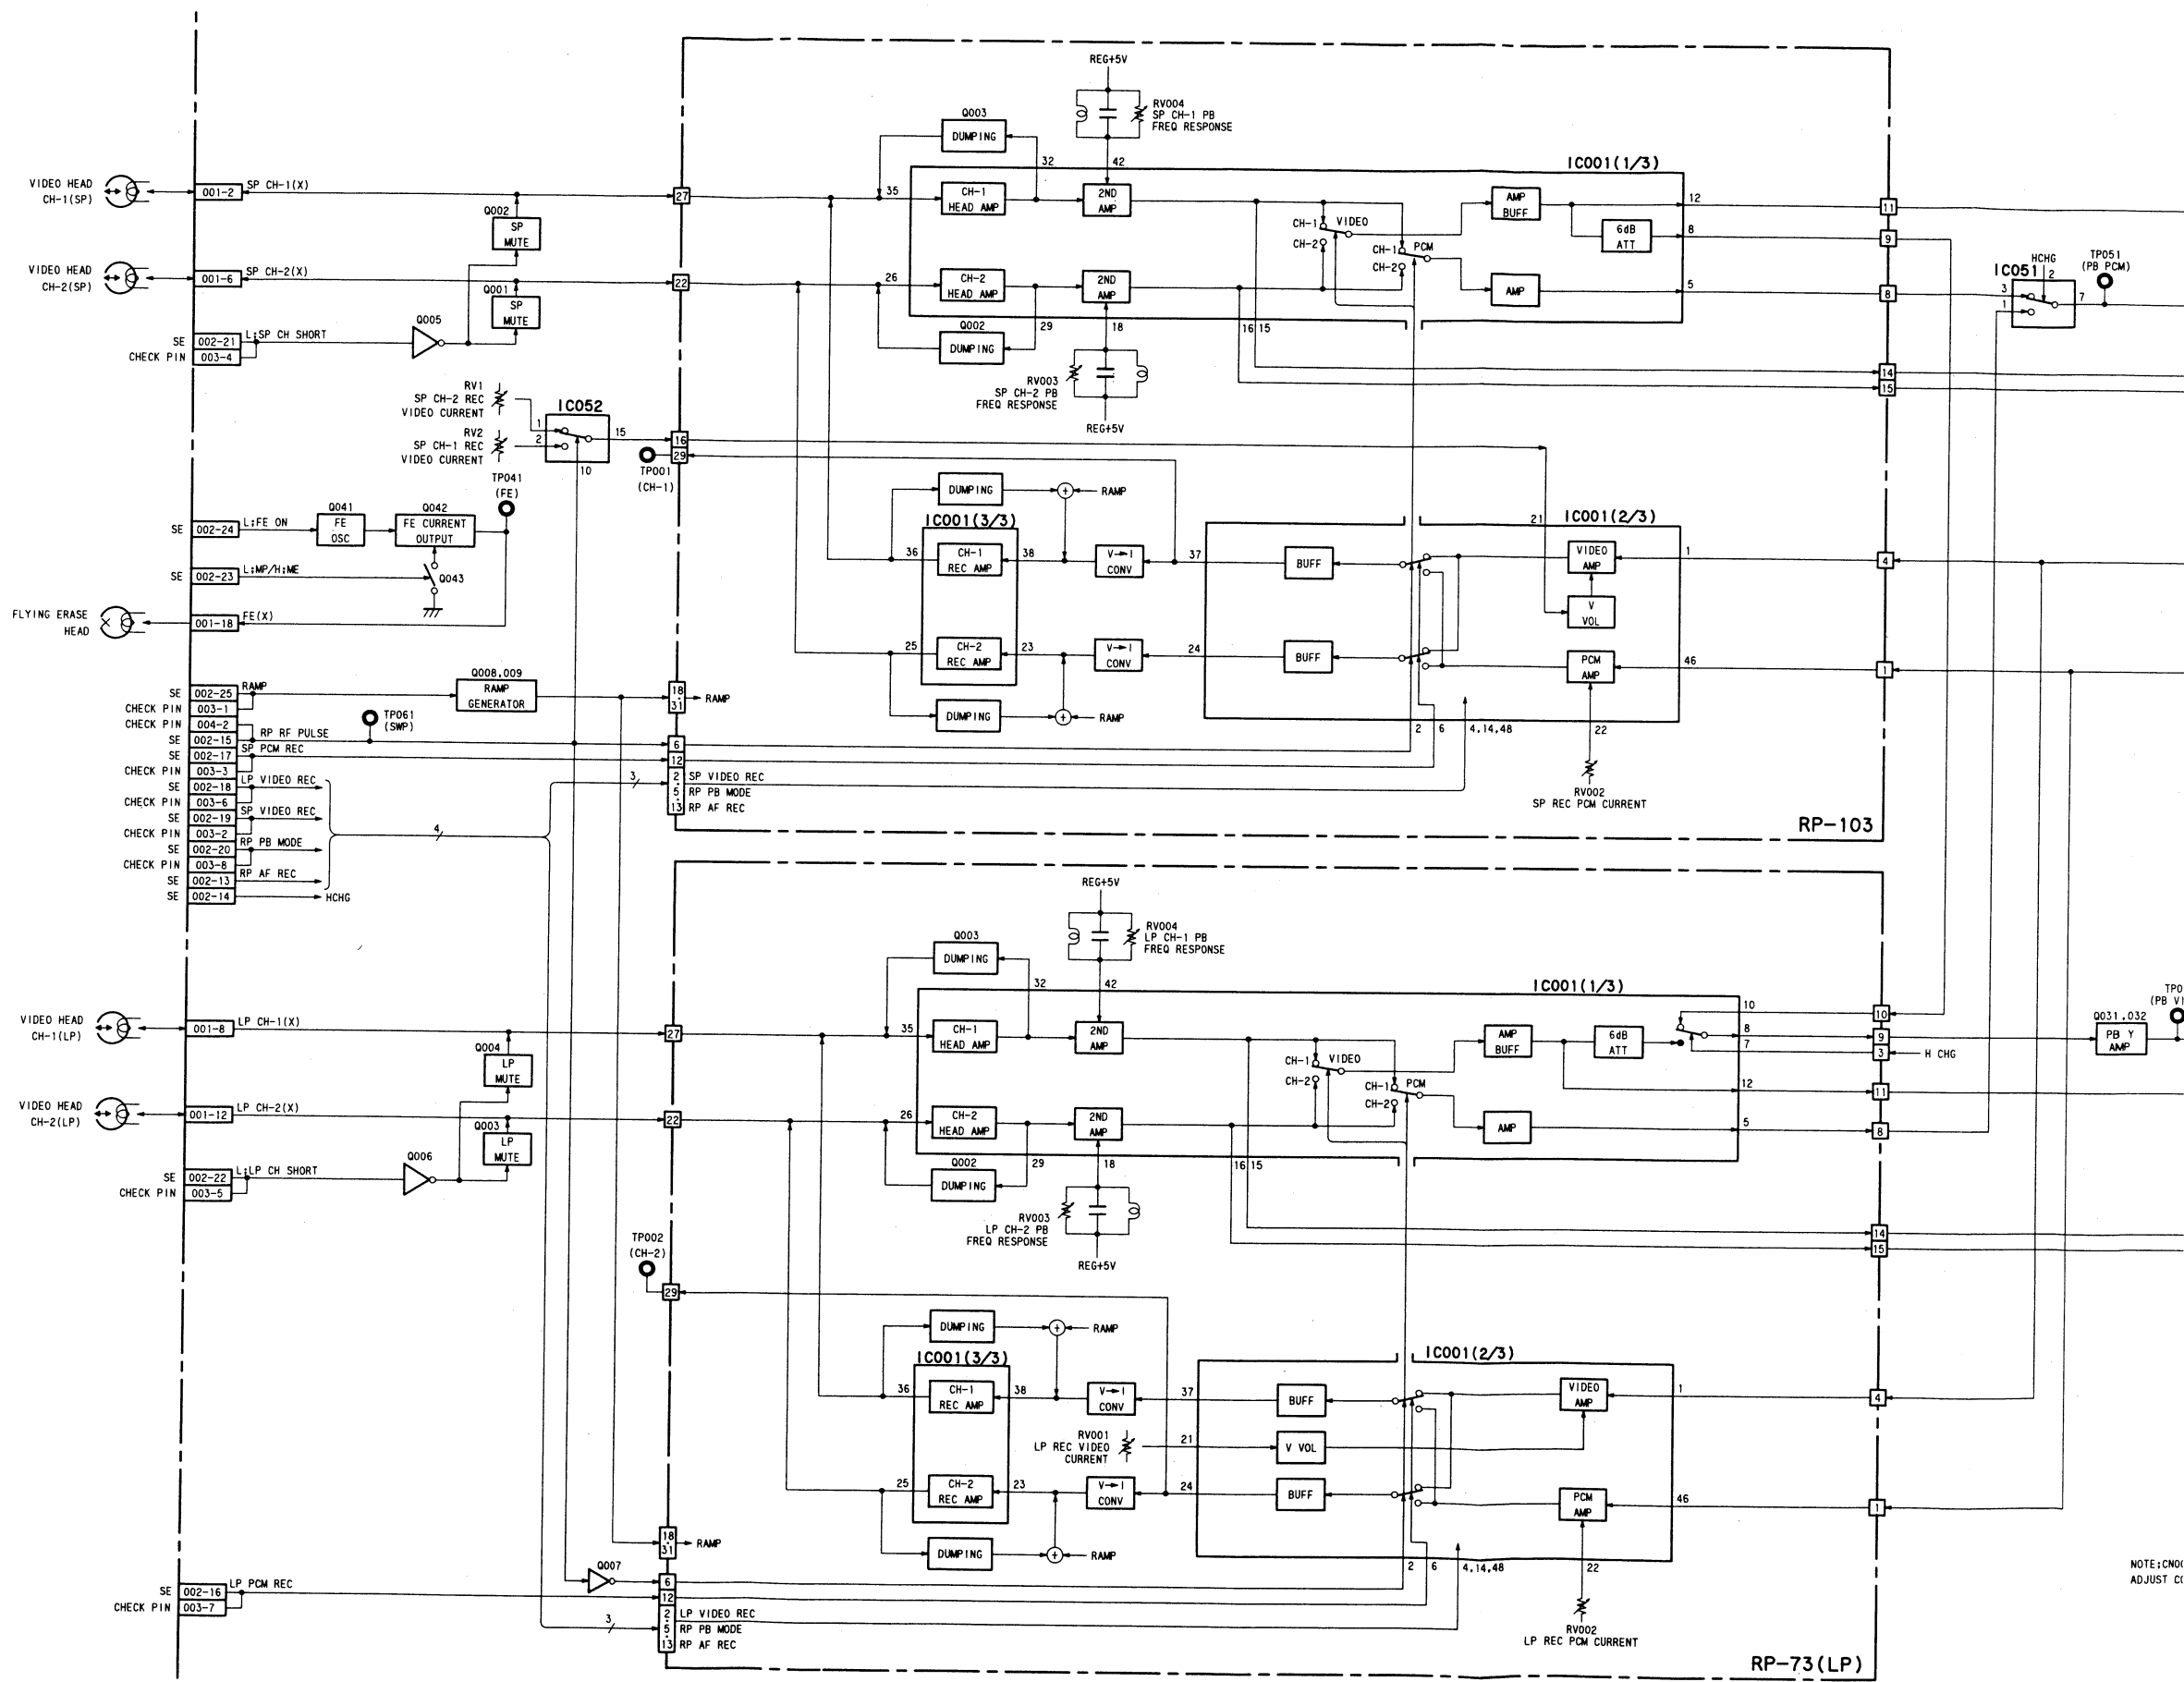 REG+5V
RV004
SP CH-1 PB
FREQ RESPONSE
Q003
DUMPING
32
42
IC001(1/3)
VIDEO HEAD
CH-1(SP)
001-2
SP CH-1(X)
27
35
CH-1
HEAD AMP
2ND
AMP
AMP
BUFF
12
11
Q002
SP
MUTE
CH-1
VIDEO
CH-2
CH-1
PCM
CH-2
6dB
ATT
8
9
VIDEO HEAD
CH-2(SP)
001-6
SP CH-2(X)
22
26
CH-2
HEAD AMP
2ND
AMP
AMP
5
8
HCHG
IC051
2
3
1
7
TP051
(PB PCM)
Q001
SP
MUTE
Q005
SE
002-21
L;SP CH SHORT
CHECK PIN
003-4
Q002
DUMPING
29
18
16
15
RV003
SP CH-2 PB
FREQ RESPONSE
REG+5V
14
15
RV1
SP CH-2 REC
VIDEO CURRENT
RV2
SP CH-1 REC
VIDEO CURRENT
IC052
1
2
15
10
16
29
TP001
(CH-1)
TP041
(FE)
SE
002-24
L;FE ON
Q041
FE
OSC
Q042
FE CURRENT
OUTPUT
SE
002-23
L;MP/H;ME
Q043
FLYING ERASE
HEAD
001-18
FE(X)
DUMPING
+
RAMP
IC001(3/3)
36
CH-1
REC AMP
38
V→I
CONV
37
BUFF
21
IC001(2/3)
VIDEO
AMP
1
4
V
VOL
25
CH-2
REC AMP
23
V→I
CONV
24
BUFF
PCM
AMP
46
1
DUMPING
+
RAMP
2
6
4,14,48
22
RV002
SP REC PCM CURRENT
SE
002-25
RAMP
CHECK PIN
003-1
Q008,009
RAMP
GENERATOR
18
31
RAMP
CHECK PIN
004-2
TP061
(SWP)
SE
002-15
RP RF PULSE
6
SE
002-17
SP PCM REC
12
CHECK PIN
003-3
SE
002-18
LP VIDEO REC
CHECK PIN
003-6
SE
002-19
SP VIDEO REC
CHECK PIN
003-2
SE
002-20
RP PB MODE
CHECK PIN
003-8
SE
002-13
RP AF REC
SE
002-14
HCHG
4
3
2
SP VIDEO REC
5
RP PB MODE
13
RP AF REC
RP-103
REG+5V
RV004
LP CH-1 PB
FREQ RESPONSE
Q003
DUMPING
32
42
IC001(1/3)
VIDEO HEAD
CH-1(LP)
001-8
LP CH-1(X)
27
35
CH-1
HEAD AMP
2ND
AMP
AMP
BUFF
6dB
ATT
10
8
7
12
10
9
3
H CHG
11
Q031,032
PB Y
AMP
Q004
LP
MUTE
CH-1
VIDEO
CH-2
CH-1
PCM
CH-2
VIDEO HEAD
CH-2(LP)
001-12
LP CH-2(X)
22
26
CH-2
HEAD AMP
2ND
AMP
AMP
5
8
Q003
LP
MUTE
Q006
SE
002-22
L;LP CH SHORT
CHECK PIN
003-5
Q002
DUMPING
29
18
16
15
RV003
LP CH-2 PB
FREQ RESPONSE
REG+5V
14
15
TP002
(CH-2)
29
DUMPING
+
RAMP
IC001(3/3)
36
CH-1
REC AMP
38
V→I
CONV
37
BUFF
IC001(2/3)
VIDEO
AMP
1
4
RV001
LP REC VIDEO
CURRENT
21
V VOL
25
CH-2
REC AMP
23
V→I
CONV
24
BUFF
PCM
AMP
46
1
DUMPING
+
RAMP
2
6
4,14,48
22
RV002
LP REC PCM CURRENT
18
31
RAMP
Q007
6
SE
002-16
LP PCM REC
12
CHECK PIN
003-7
3
2
LP VIDEO REC
5
RP PB MODE
13
RP AF REC
RP-73(LP)
NOTE;
ADJUST